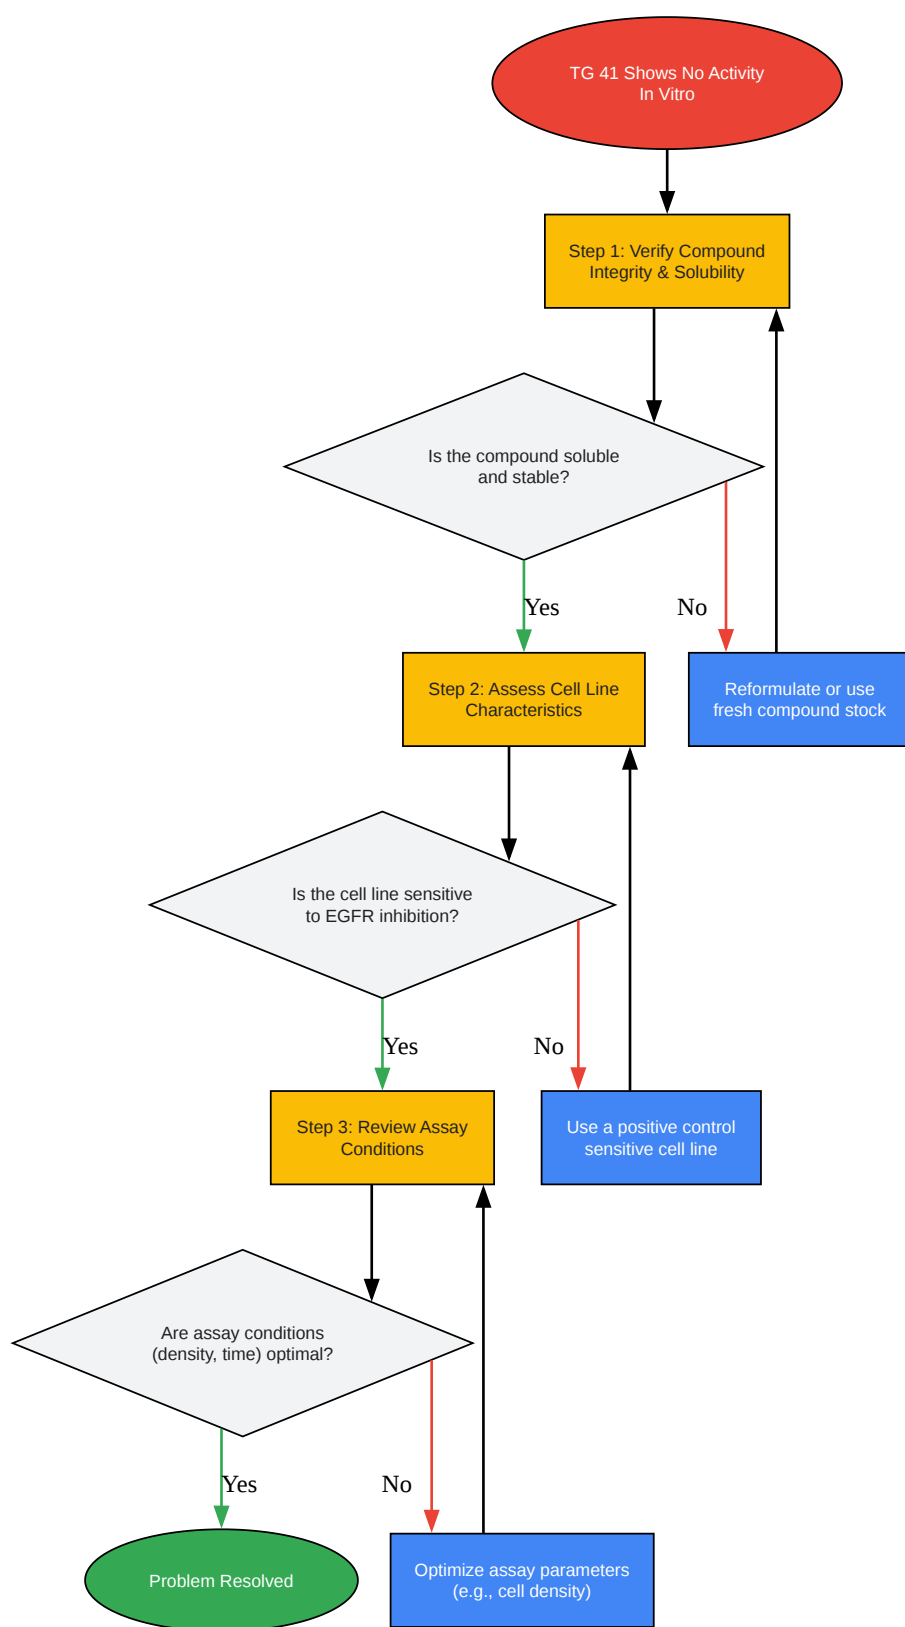 TG 41 Shows No Activity
In Vitro
Step 1: Verify Compound
Integrity & Solubility
Is the compound soluble
and stable?
Yes
No
Step 2: Assess Cell Line
Characteristics
Reformulate or use
fresh compound stock
Is the cell line sensitive
to EGFR inhibition?
Yes
No
Step 3: Review Assay
Conditions
Use a positive control
sensitive cell line
Are assay conditions
(density, time) optimal?
Yes
No
Problem Resolved
Optimize assay parameters
(e.g., cell density)